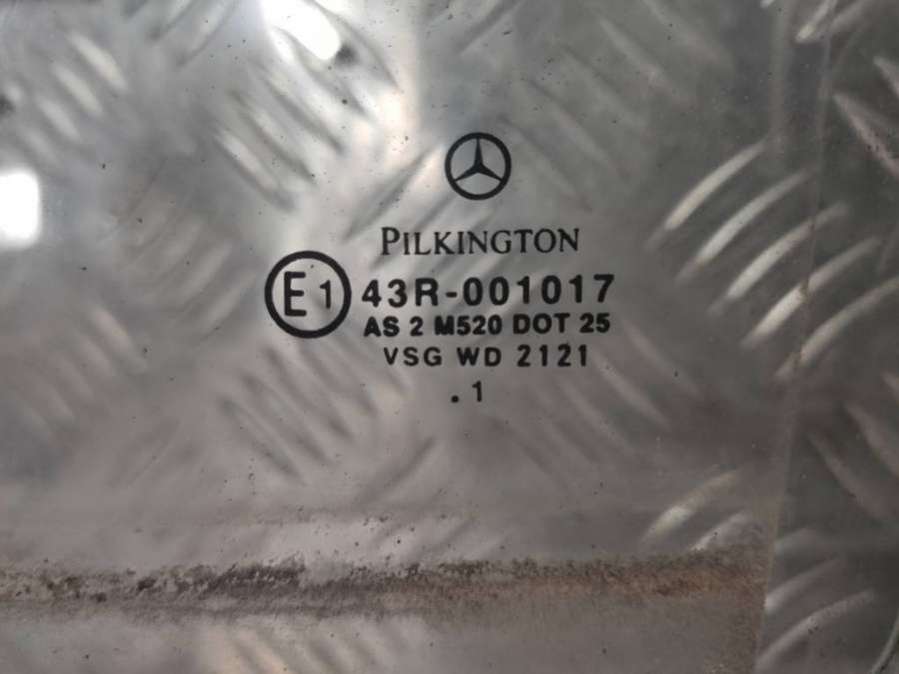 PILKINGTON
E1 43R-001017
AS 2 M520 DOT 25
VSG WD 2121
. 1